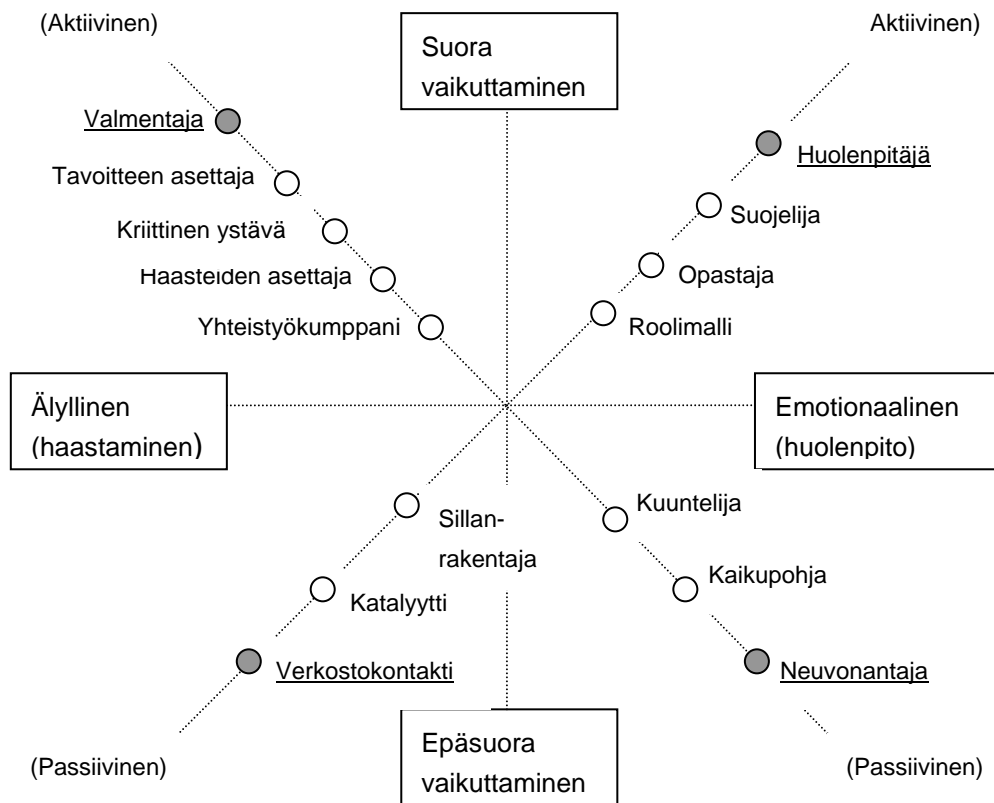 (Aktiivinen)
Aktiivinen)
Suora
vaikuttaminen
Valmentaja
Huolenpitäjä
Tavoitteen asettaja
Suojelija
Kriittinen ystävä
Opastaja
Haasteiden asettaja
Roolimalli
Yhteistyökumppani
Älyllinen
(haastaminen)
Emotionaalinen
(huolenpito)
Sillan-
rakentaja
Kuuntelija
Katalyytti
Kaikupohja
Verkostokontakti
Neuvonantaja
Epäsuora
vaikuttaminen
(Passiivinen)
(Passiivinen)